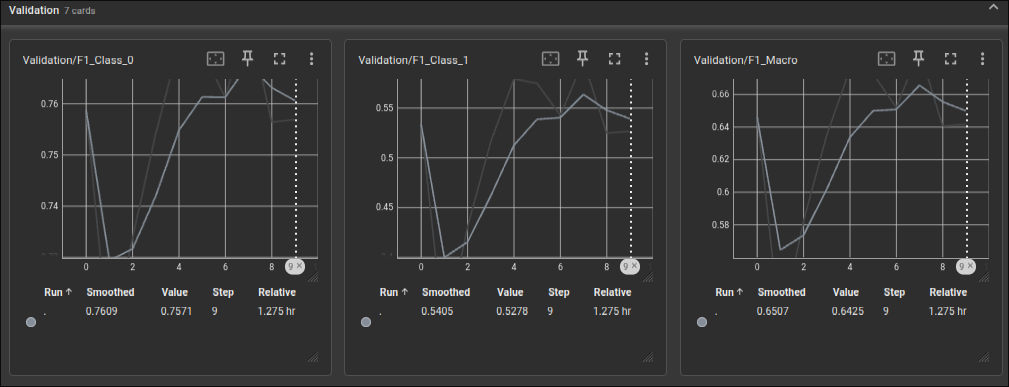 Validation 7 cards
Validation/F1_Class_0
0.76
0.75
0.74
0 2 4 6 9 ×
Run ↑ Smoothed Value Step Relative
. 0.7609 0.7571 9 1.275 hr
Validation/F1_Class_1
0.55
0.5
0.45
0 2 4 6 9 ×
Run ↑ Smoothed Value Step Relative
. 0.5405 0.5278 9 1.275 hr
Validation/F1_Macro
0.66
0.64
0.62
0.6
0.58
0 2 4 6 9 ×
Run ↑ Smoothed Value Step Relative
. 0.6507 0.6425 9 1.275 hr